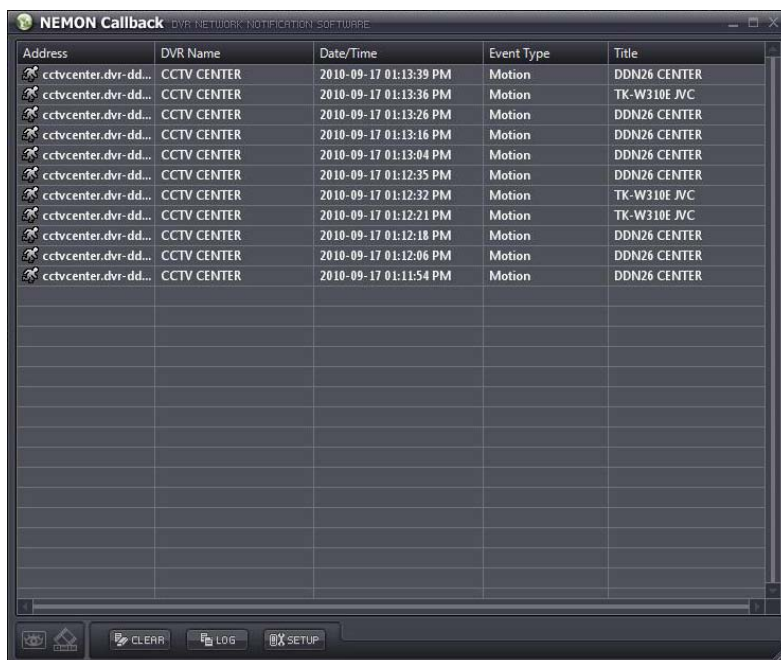 NEMON Callback DVR NETWORK NOTIFICATION SOFTWARE
Address DVR Name Date/Time Event Type Title
cctvcenter.dvr-dd... CCTV CENTER 2010-09-17 01:13:39 PM Motion DDN26 CENTER
cctvcenter.dvr-dd... CCTV CENTER 2010-09-17 01:13:36 PM Motion TK-W310E JVC
cctvcenter.dvr-dd... CCTV CENTER 2010-09-17 01:13:26 PM Motion DDN26 CENTER
cctvcenter.dvr-dd... CCTV CENTER 2010-09-17 01:13:16 PM Motion DDN26 CENTER
cctvcenter.dvr-dd... CCTV CENTER 2010-09-17 01:13:04 PM Motion DDN26 CENTER
cctvcenter.dvr-dd... CCTV CENTER 2010-09-17 01:12:35 PM Motion DDN26 CENTER
cctvcenter.dvr-dd... CCTV CENTER 2010-09-17 01:12:32 PM Motion TK-W310E JVC
cctvcenter.dvr-dd... CCTV CENTER 2010-09-17 01:12:21 PM Motion TK-W310E JVC
cctvcenter.dvr-dd... CCTV CENTER 2010-09-17 01:12:18 PM Motion DDN26 CENTER
cctvcenter.dvr-dd... CCTV CENTER 2010-09-17 01:12:06 PM Motion DDN26 CENTER
cctvcenter.dvr-dd... CCTV CENTER 2010-09-17 01:11:54 PM Motion DDN26 CENTER
CLEAR LOG SETUP